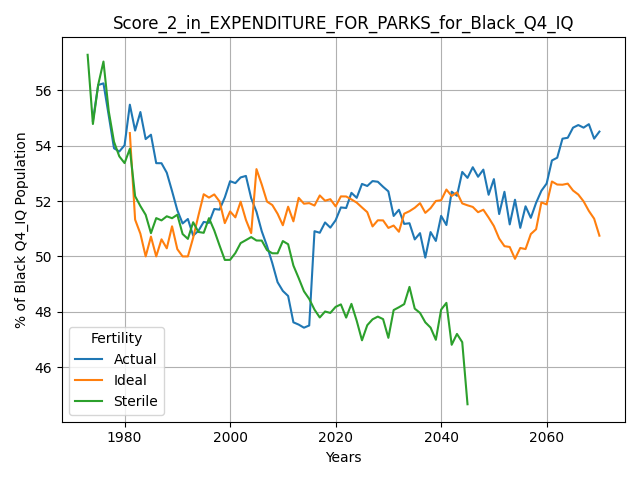 Score_2_in_EXPENDITURE_FOR_PARKS_for_Black_Q4_IQ
% of Black Q4_IQ Population
56
54
52
50
48
46
Fertility
Actual
Ideal
Sterile
1980
2000
2020
2040
2060
Years